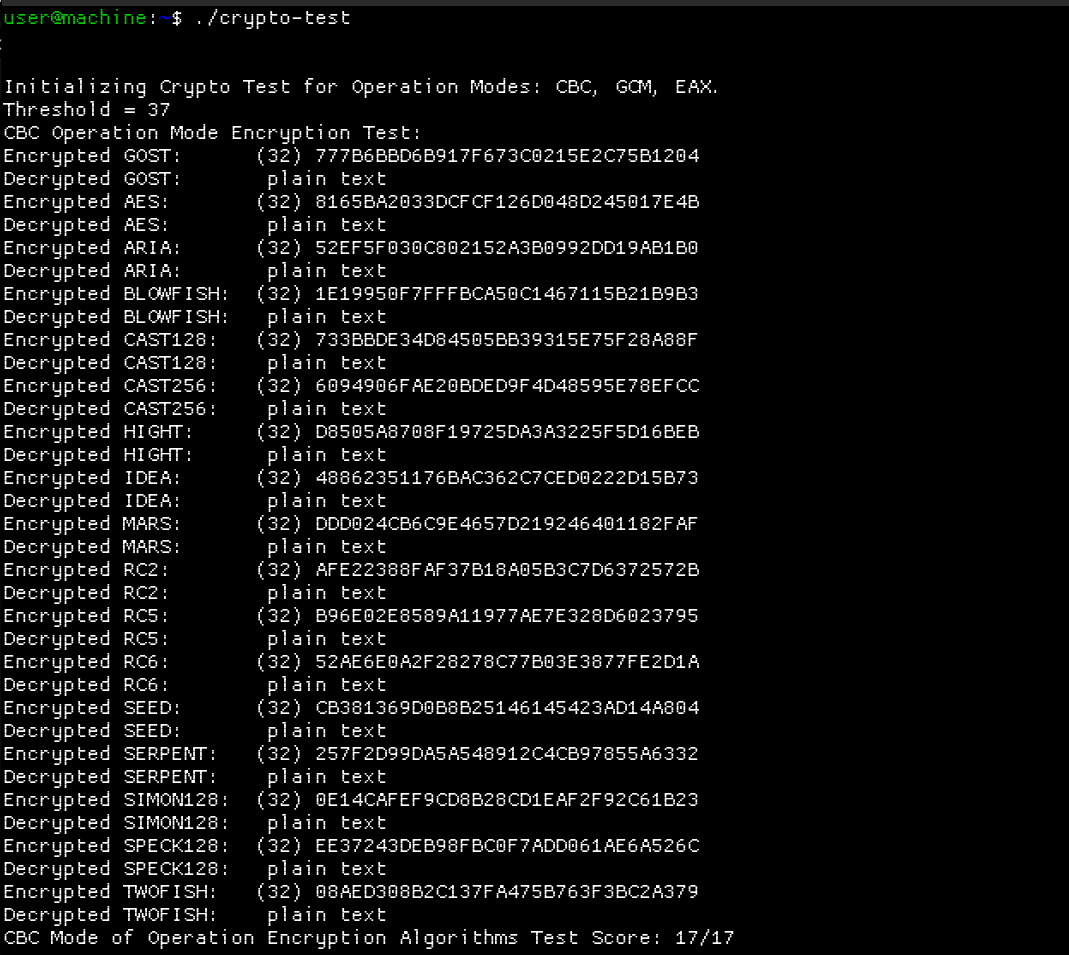 user@machine:~$ ./crypto-test
Initializing Crypto Test for Operation Modes: CBC, GCM, EAX.
Threshold = 37
CBC Operation Mode Encryption Test:
Encrypted GOST: (32) 777B6BBD6B917F673C0215E2C75B1204
Decrypted GOST: plain text
Encrypted AES: (32) 8165BA2033DCFCF126D048D245017E4B
Decrypted AES: plain text
Encrypted ARIA: (32) 52EF5F030C802152A3B0992DD19AB1B0
Decrypted ARIA: plain text
Encrypted BLOWFISH: (32) 1E19950F7FFFBCA50C1467115B21B9B3
Decrypted BLOWFISH: plain text
Encrypted CAST128: (32) 733BBDE34D84505BB39315E75F28A88F
Decrypted CAST128: plain text
Encrypted CAST256: (32) 6094906FAE20BDED9F4D48595E78EFCC
Decrypted CAST256: plain text
Encrypted HIGHT: (32) D8505A8708F19725DA3A3225F5D16BEB
Decrypted HIGHT: plain text
Encrypted IDEA: (32) 48862351176BAC362C7CED0222D15B73
Decrypted IDEA: plain text
Encrypted MARS: (32) DDD024CB6C9E4657D219246401182FAF
Decrypted MARS: plain text
Encrypted RC2: (32) AFE22388FAF37B18A05B3C7D6372572B
Decrypted RC2: plain text
Encrypted RC5: (32) B96E02E8589A11977AE7E328D6023795
Decrypted RC5: plain text
Encrypted RC6: (32) 52AE6E0A2F28278C77B03E3877FE2D1A
Decrypted RC6: plain text
Encrypted SEED: (32) CB381369D0B8B25146145423AD14A804
Decrypted SEED: plain text
Encrypted SERPENT: (32) 257F2D99DA5A548912C4CB97855A6332
Decrypted SERPENT: plain text
Encrypted SIMON128: (32) 0E14CAFEF9CD8B28CD1EAF2F92C61B23
Decrypted SIMON128: plain text
Encrypted SPECK128: (32) EE37243DEB98FBC0F7ADD061AE6A526C
Decrypted SPECK128: plain text
Encrypted TWOFISH: (32) 08AED308B2C137FA475B763F3BC2A379
Decrypted TWOFISH: plain text
CBC Mode of Operation Encryption Algorithms Test Score: 17/17